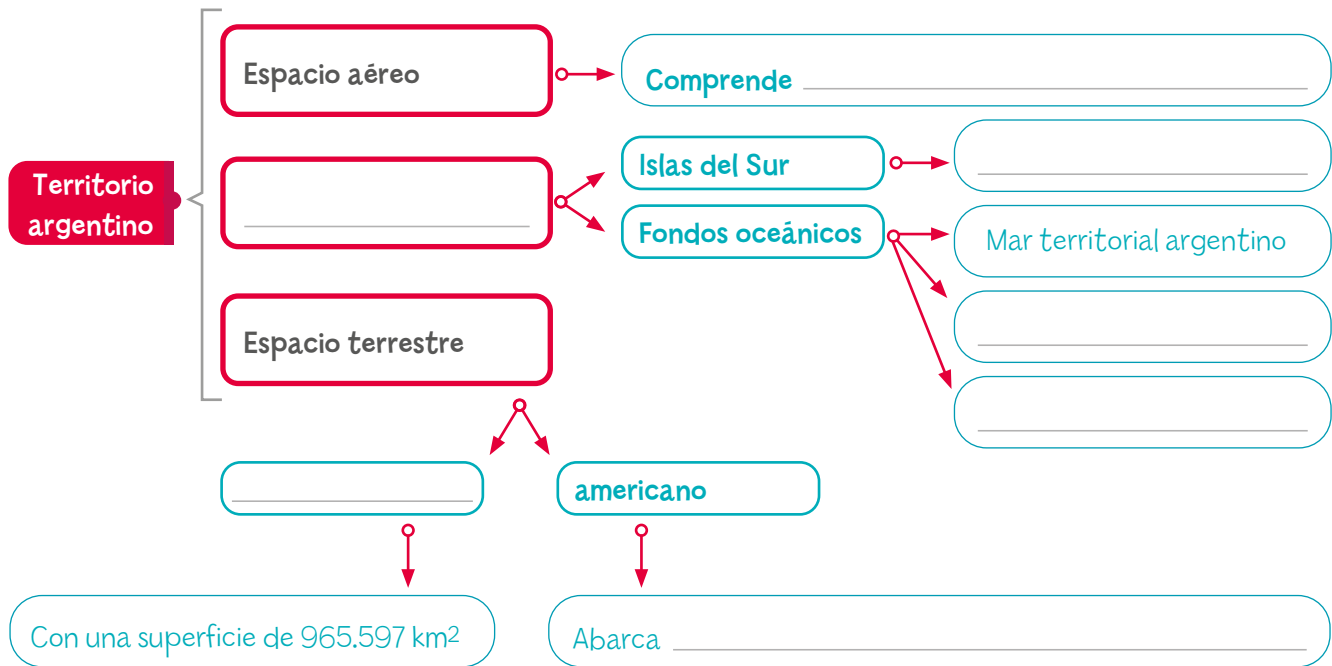 Territorio
argentino
Espacio aéreo
Comprende
Islas del Sur
Fondos oceánicos
Mar territorial argentino
Espacio terrestre
americano
Con una superficie de 965.597 km²
Abarca